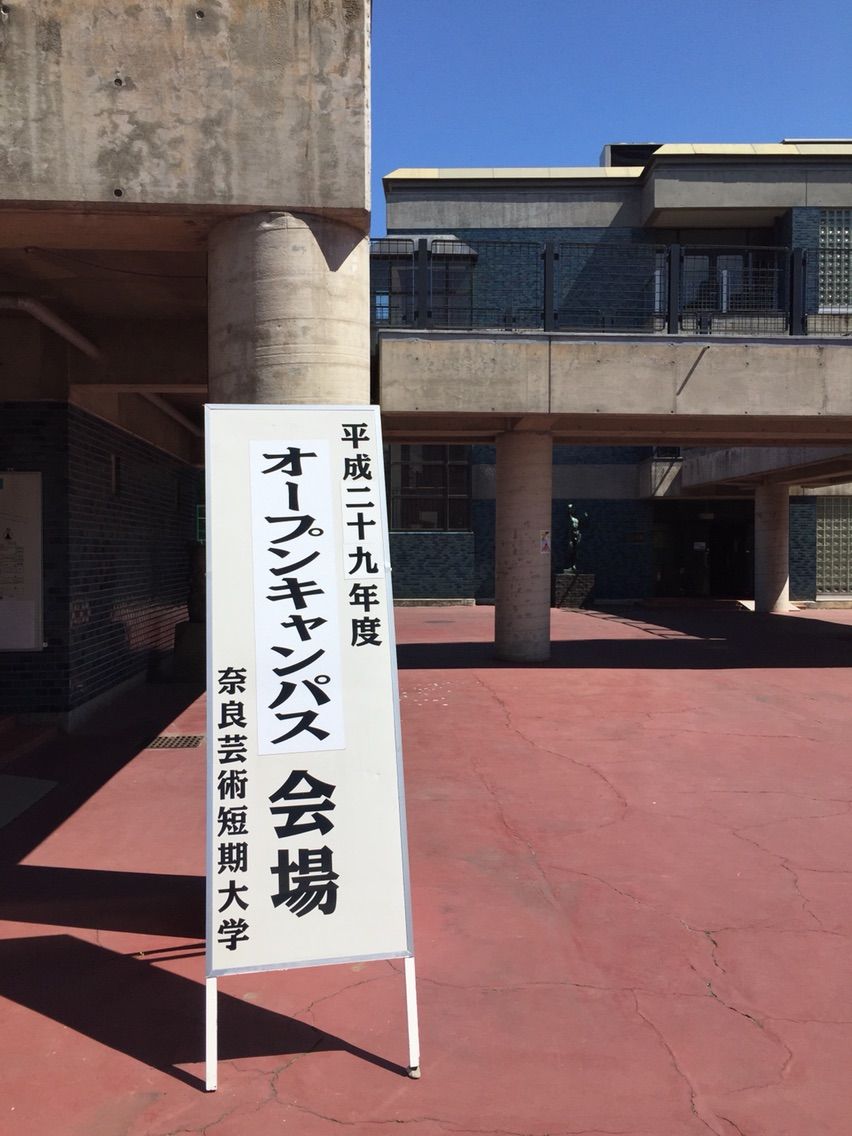 平成二十九年度
オープンキャンパス会場
奈良芸術短期大学